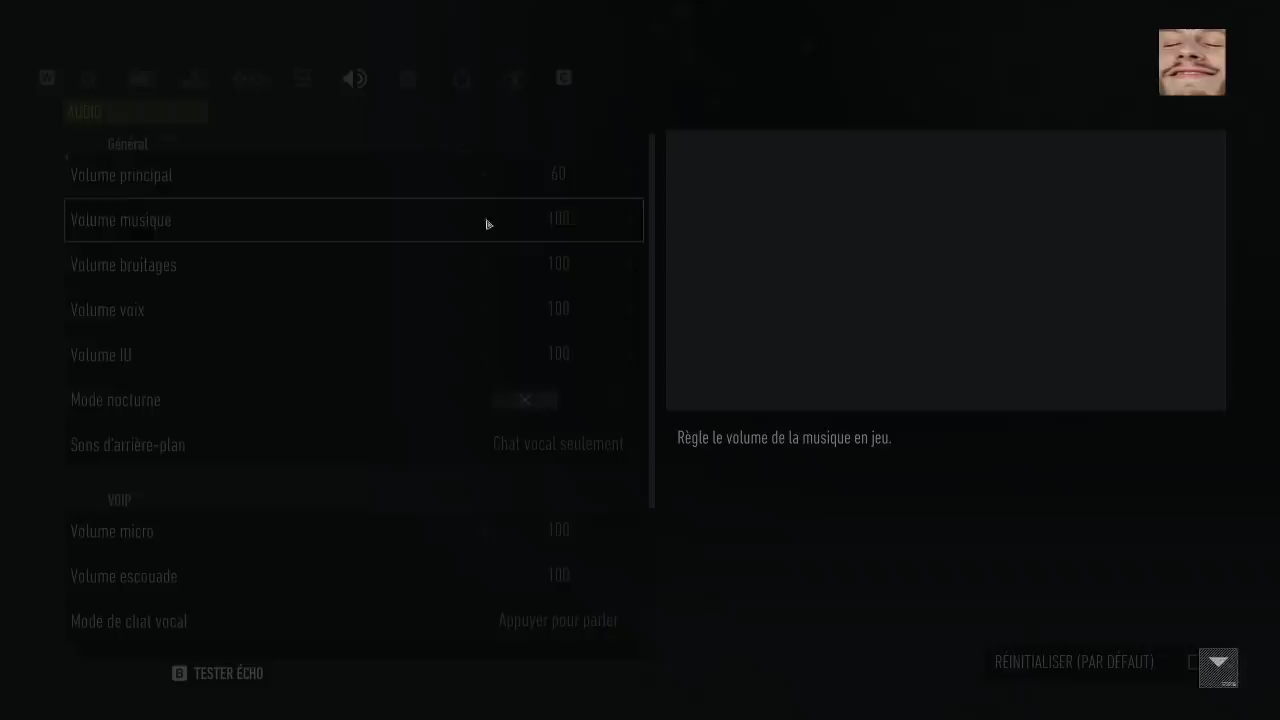 AUDIO
Général
Volume principal 60
Volume musique 100
Volume bruitages 100
Volume voix 100
Volume IU 100
Mode nocturne
Sons d'arrière-plan Chat vocal seulement
Règle le volume de la musique en jeu.
VOIP
Volume micro 100
Volume escouade 100
Mode de chat vocal Appuyer pour parler
B TESTER ÉCHO
RÉINITIALISER (PAR DÉFAUT)